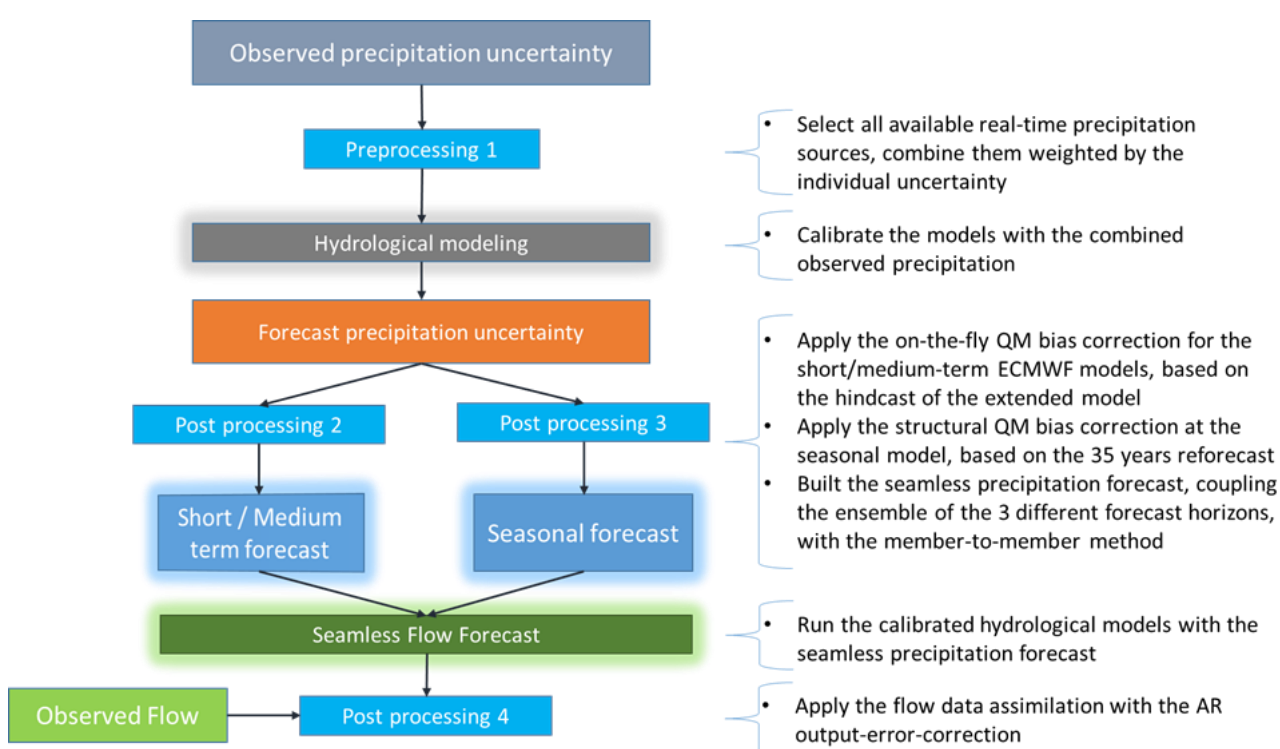 Observed precipitation uncertainty
Preprocessing 1
• Select all available real-time precipitation
sources, combine them weighted by the
individual uncertainty
Hydrological modeling
• Calibrate the models with the combined
observed precipitation
Forecast precipitation uncertainty
Post processing 2
Post processing 3
• Apply the on-the-fly QM bias correction for the
short/medium-term ECMWF models, based on
the hindcast of the extended model
• Apply the structural QM bias correction at the
seasonal model, based on the 35 years reforecast
• Built the seamless precipitation forecast, coupling
the ensemble of the 3 different forecast horizons,
with the member-to-member method
Short / Medium
term forecast
Seasonal forecast
Seamless Flow Forecast
• Run the calibrated hydrological models with the
seamless precipitation forecast
Observed Flow
Post processing 4
• Apply the flow data assimilation with the AR
output-error-correction